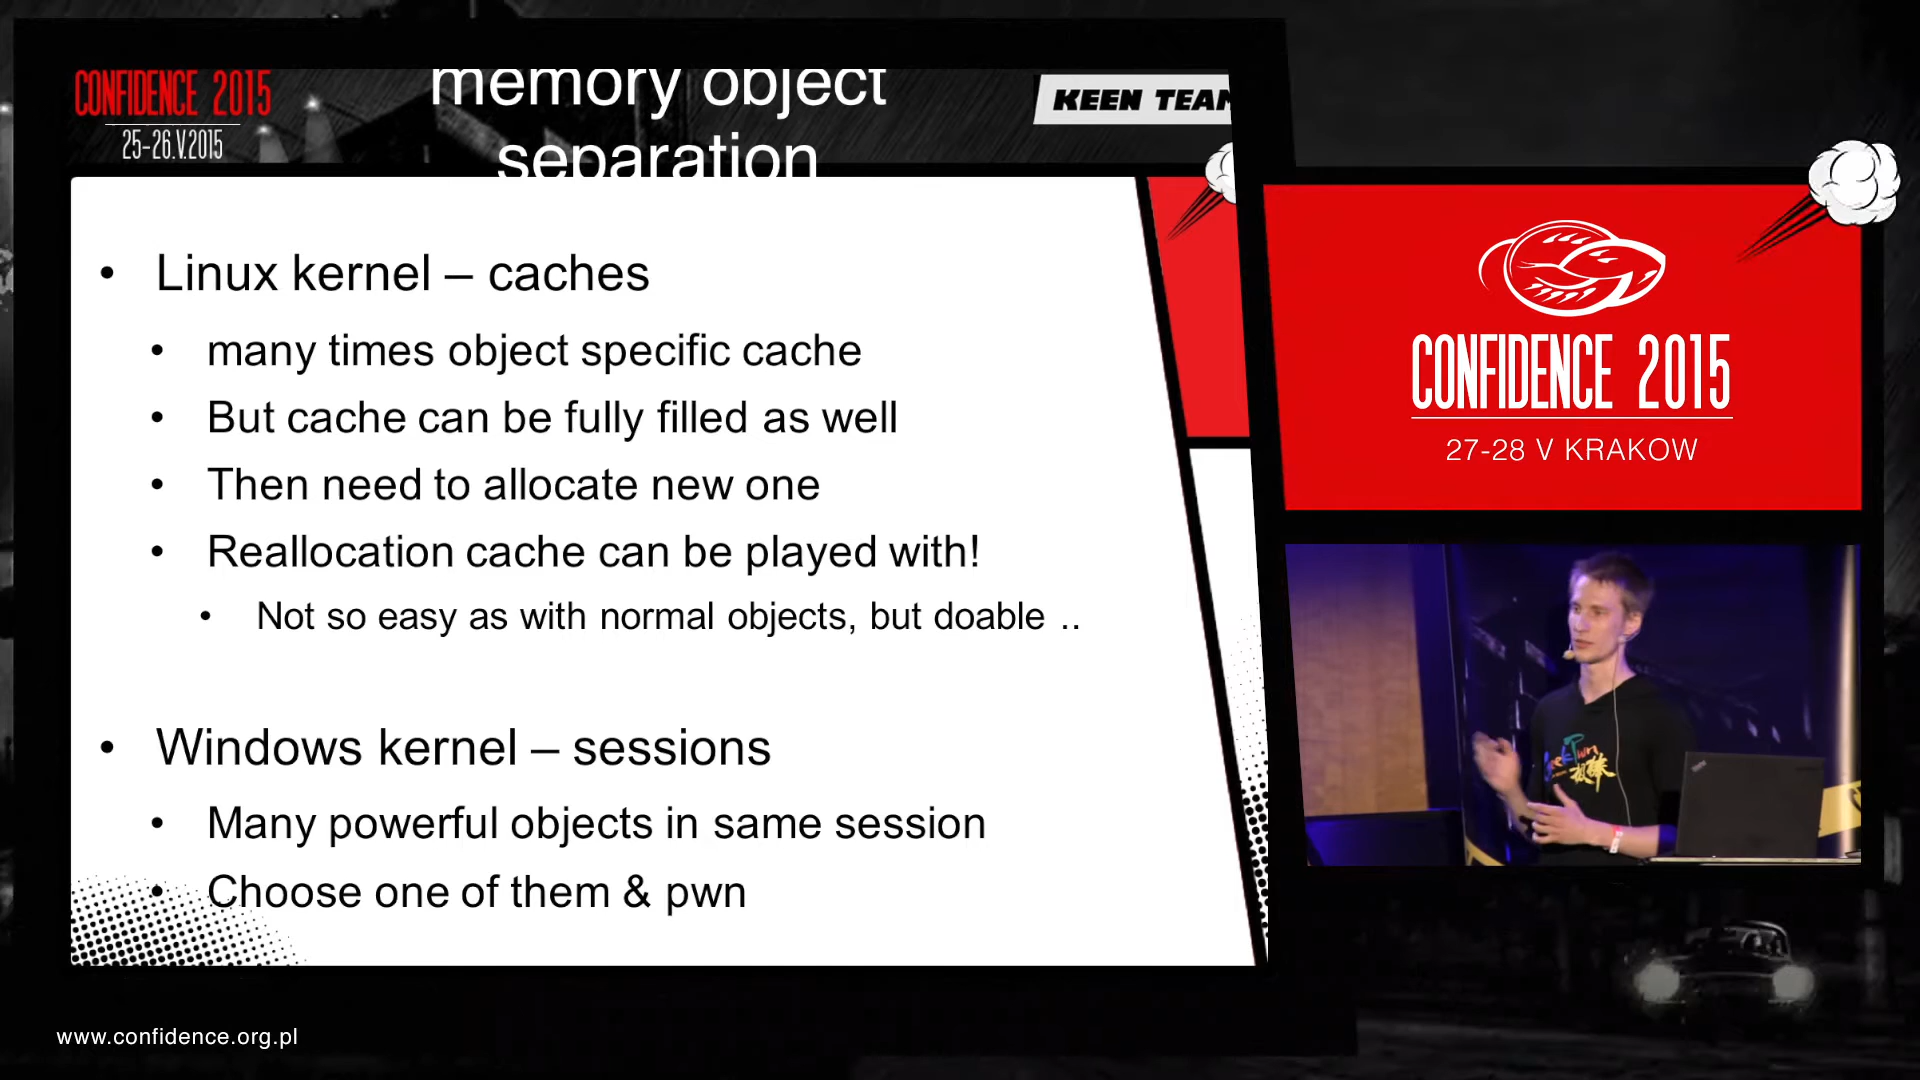 CONFIDENCE 2015
25-26.V.2015
memory object
separation
KEEN TEAM
• Linux kernel – caches
• many times object specific cache
• But cache can be fully filled as well
• Then need to allocate new one
• Reallocation cache can be played with!
• Not so easy as with normal objects, but doable ..
• Windows kernel – sessions
• Many powerful objects in same session
• Choose one of them & pwn
CONFIDENCE 2015
27-28 V KRAKOW
www.confidence.org.pl